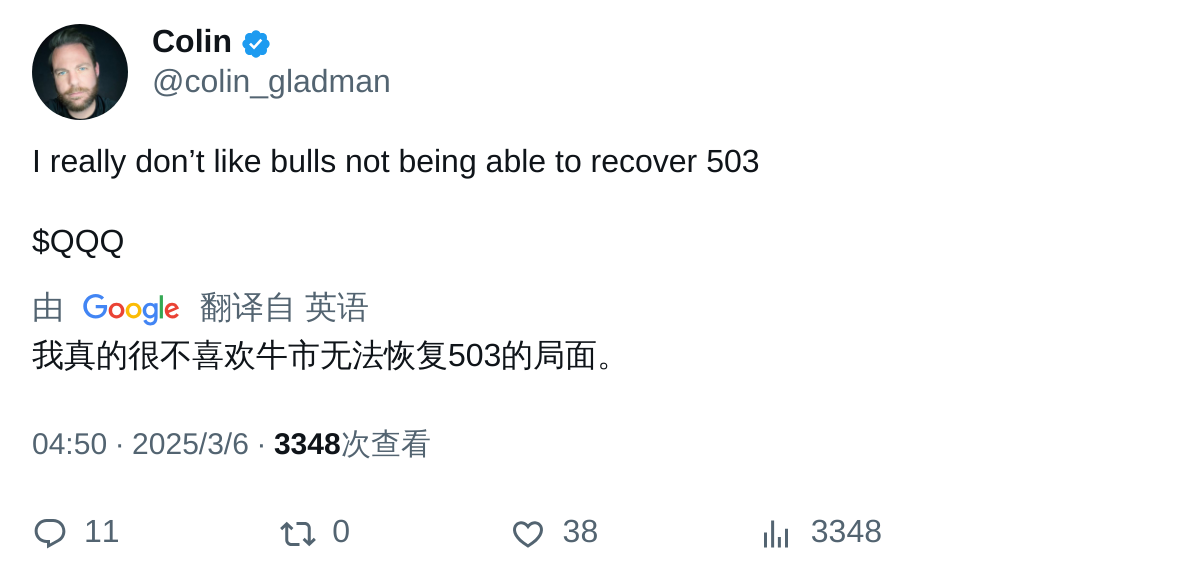 Colin
@colin_gladman
I really don’t like bulls not being able to recover 503
$QQQ
由 Google 翻译自 英语
我真的很不喜欢牛市无法恢复503的局面。
04:50 · 2025/3/6 · 3348次查看
11 0 38 3348